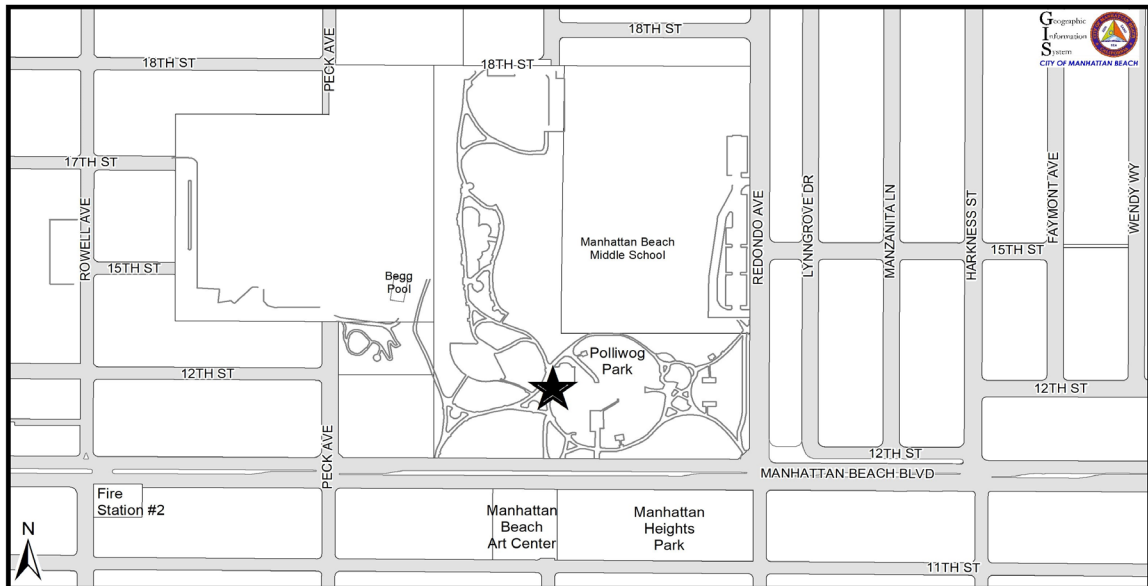 Geographic
Information
System
CITY OF MANHATTAN BEACH
18TH ST
18TH ST
18TH ST
PECK AVE
17TH ST
ROWELL AVE
15TH ST
Begg
Pool
Manhattan Beach
Middle School
REDONDO AVE
LYNNGROVE DR
MANZANITA LN
HARKNESS ST
15TH ST
FAYMONT AVE
WENDY WY
Polliwog
Park
12TH ST
12TH ST
12TH ST
PECK AVE
MANHATTAN BEACH BLVD
Fire
Station #2
Manhattan
Beach
Art Center
Manhattan
Heights
Park
N
11TH ST